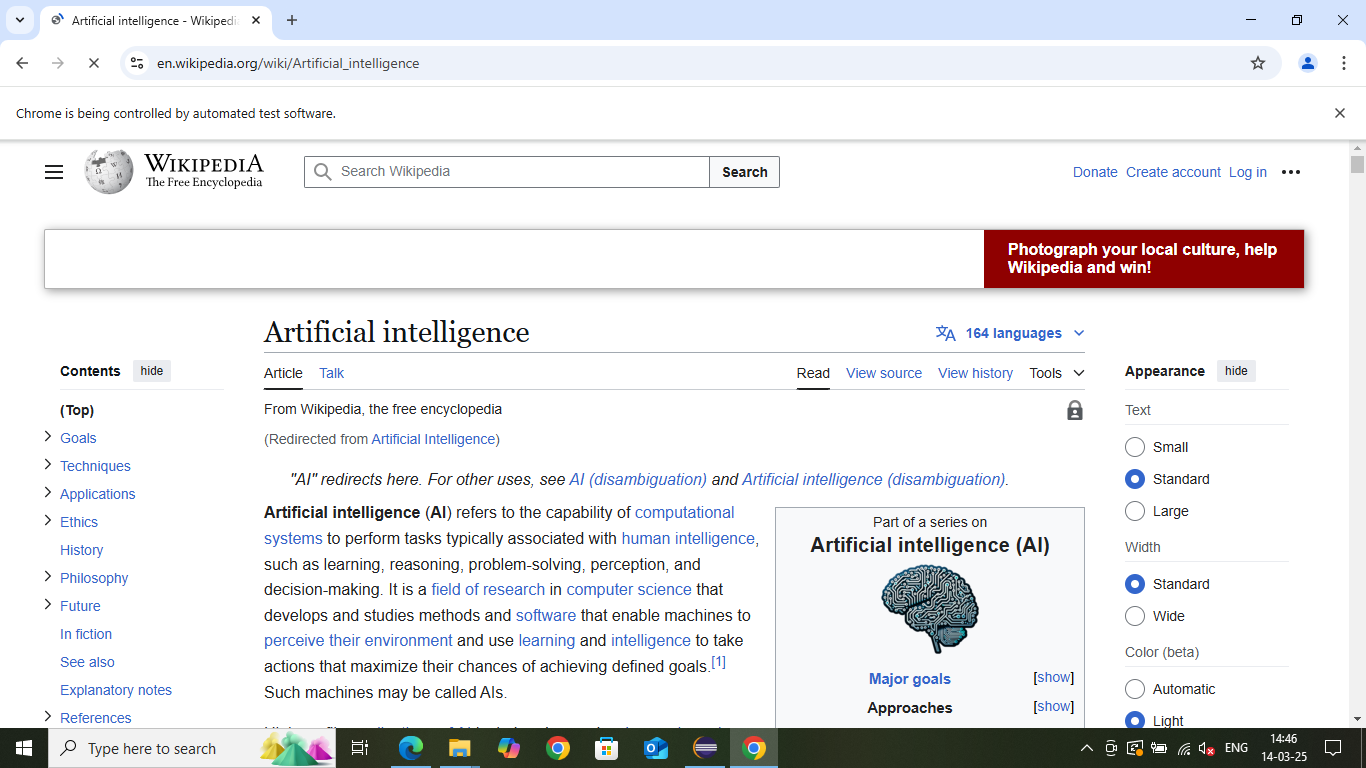 Artificial intelligence - Wikipedi
en.wikipedia.org/wiki/Artificial_intelligence
Chrome is being controlled by automated test software.
WIKIPEDIA
The Free Encyclopedia
Search Wikipedia
Search
Donate Create account Log in
Photograph your local culture, help
Wikipedia and win!
Artificial intelligence
164 languages
Contents hide
(Top)
Goals
Techniques
Applications
Ethics
History
Philosophy
Future
In fiction
See also
Explanatory notes
References
Article Talk
Read View source View history Tools
From Wikipedia, the free encyclopedia
(Redirected from Artificial Intelligence)
"AI" redirects here. For other uses, see AI (disambiguation) and Artificial intelligence (disambiguation).
Artificial intelligence (AI) refers to the capability of computational
systems to perform tasks typically associated with human intelligence,
such as learning, reasoning, problem-solving, perception, and
decision-making. It is a field of research in computer science that
develops and studies methods and software that enable machines to
perceive their environment and use learning and intelligence to take
actions that maximize their chances of achieving defined goals.[1]
Such machines may be called AIs.
Part of a series on
Artificial intelligence (AI)
Major goals [show]
Approaches [show]
Appearance hide
Text
Small
Standard
Large
Width
Standard
Wide
Color (beta)
Automatic
Light
Type here to search
ENG
14:46
14-03-25